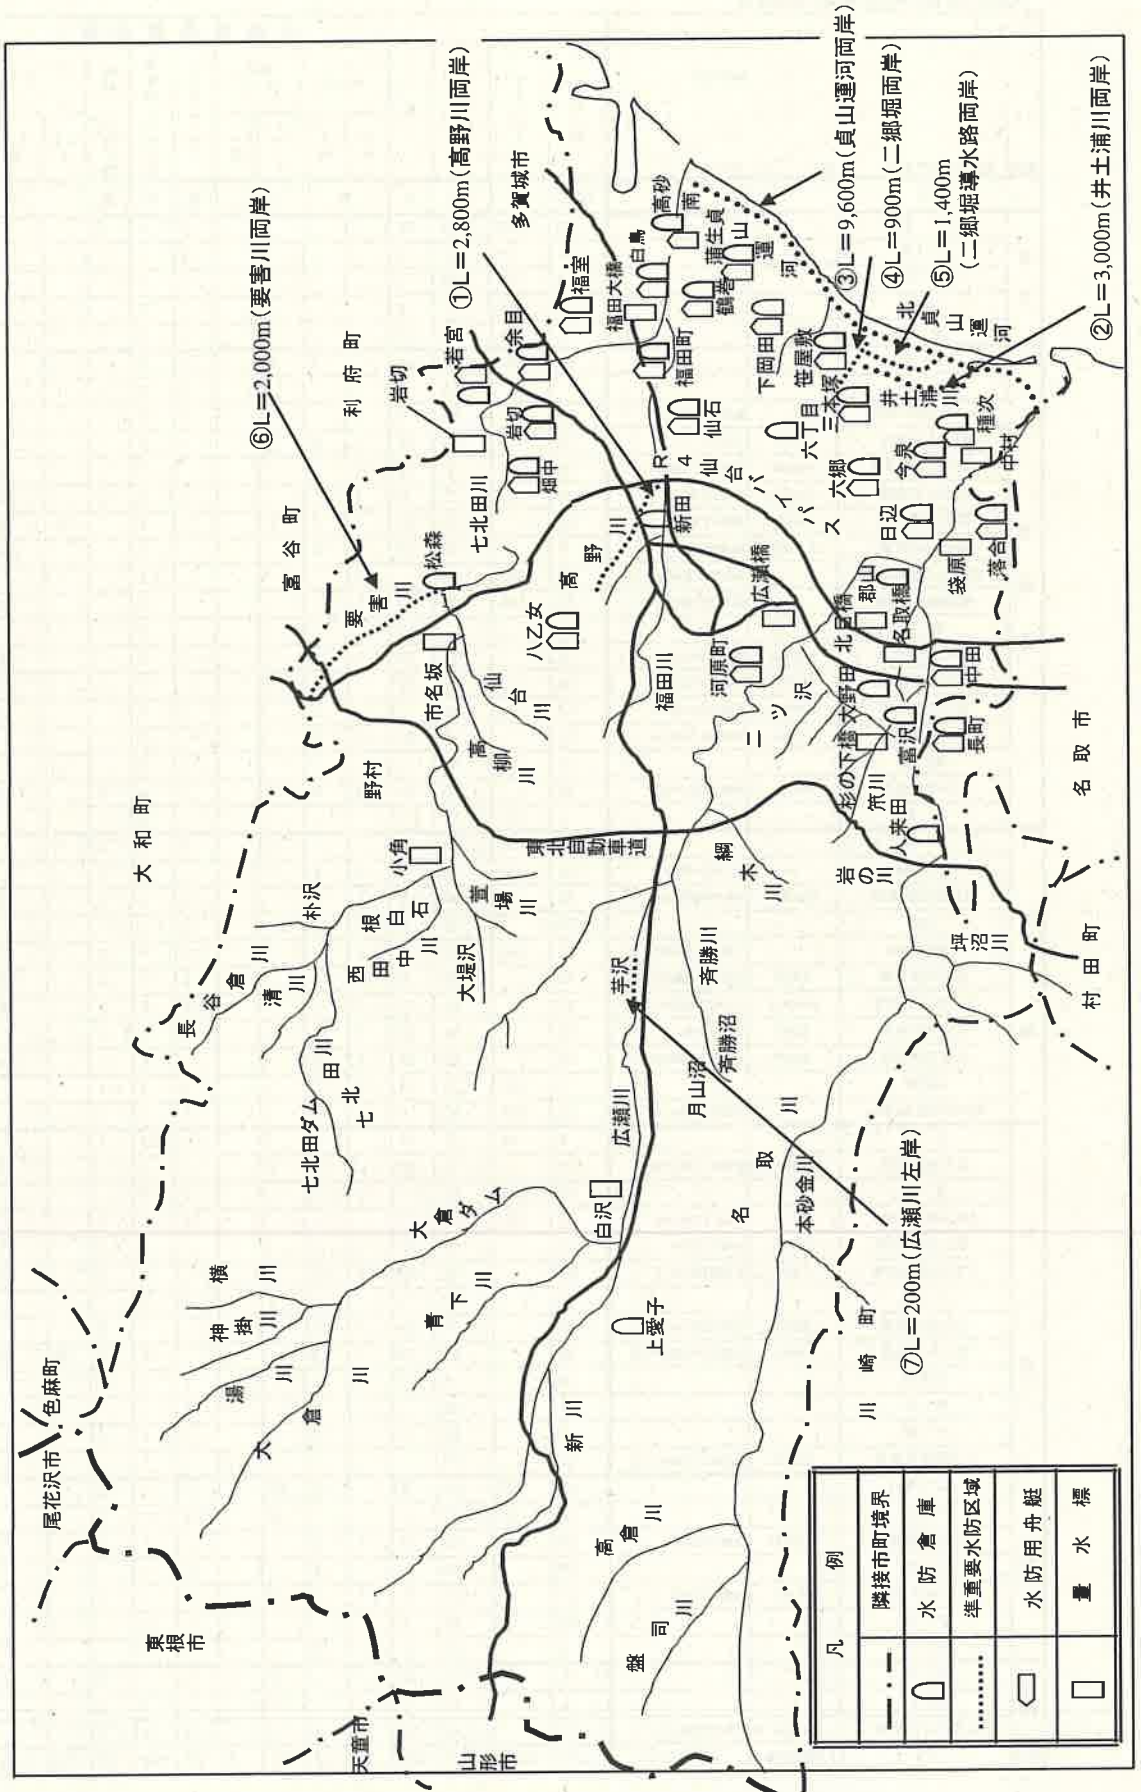 ⑥L=2,000m(要害川両岸)
①L=2,800m(高野川両岸)
③L=9,600m(貞山運河両岸)
④L=900m(二郷堀両岸)
⑤L=1,400m
(二郷堀導水路両岸)
②L=3,000m(井土浦川両岸)
⑦L=200m(広瀬川左岸)
尾花沢市
色麻町
東根市
天童市
山形市
大和町
富谷町
利府町
多賀城市
名取市
村田町
川崎町
野村
長谷倉川
清川
朴沢
小角
根白石
西田中川
七北田川
七北田ダム
大堤沢
萱場川
東北自動車道
市名坂
高柳川
仙台川
要害川
松森
七北田川
岩切
若宮
余目
岩切
畑中
福室
福田大橋
白鳥
高砂
蒲生
南貞山運河
鶴巻
福田町
仙石
下岡田
笹屋敷
六丁目
三本塚
井土浦川
北貞山運河
種次
今泉
中村
六郷
日辺
落合
袋原
R4仙台バイパス
新田
高野川
八乙女
福田川
広瀬橋
河原町
二ツ沢
郡山
北目橋
名取橋
大野田
杉の下橋
富沢
中田
長町
笊川
人来田
岩の川
坪沼川
綱木川
斉勝川
斉勝沼
月山沼
芋沢
広瀬川
白沢
大倉ダム
青下川
横川
神掛川
湯川
大倉川
上愛子
新川
名取川
本砂金川
高倉川
盤司川
凡例
隣接市町境界
水防倉庫
準重要水防区域
水防用舟艇
量水標